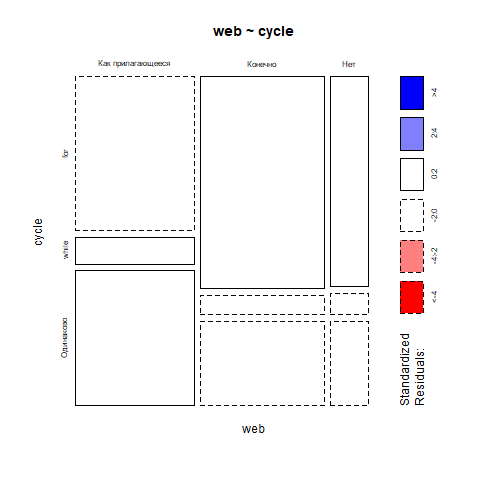 web ~ cycle
Как прилагающееся
Конечно
Нет
for
while
Одинаково
cycle
web
>4
2:4
0:2
-2:0
-4:-2
<-4
Standardized
Residuals: